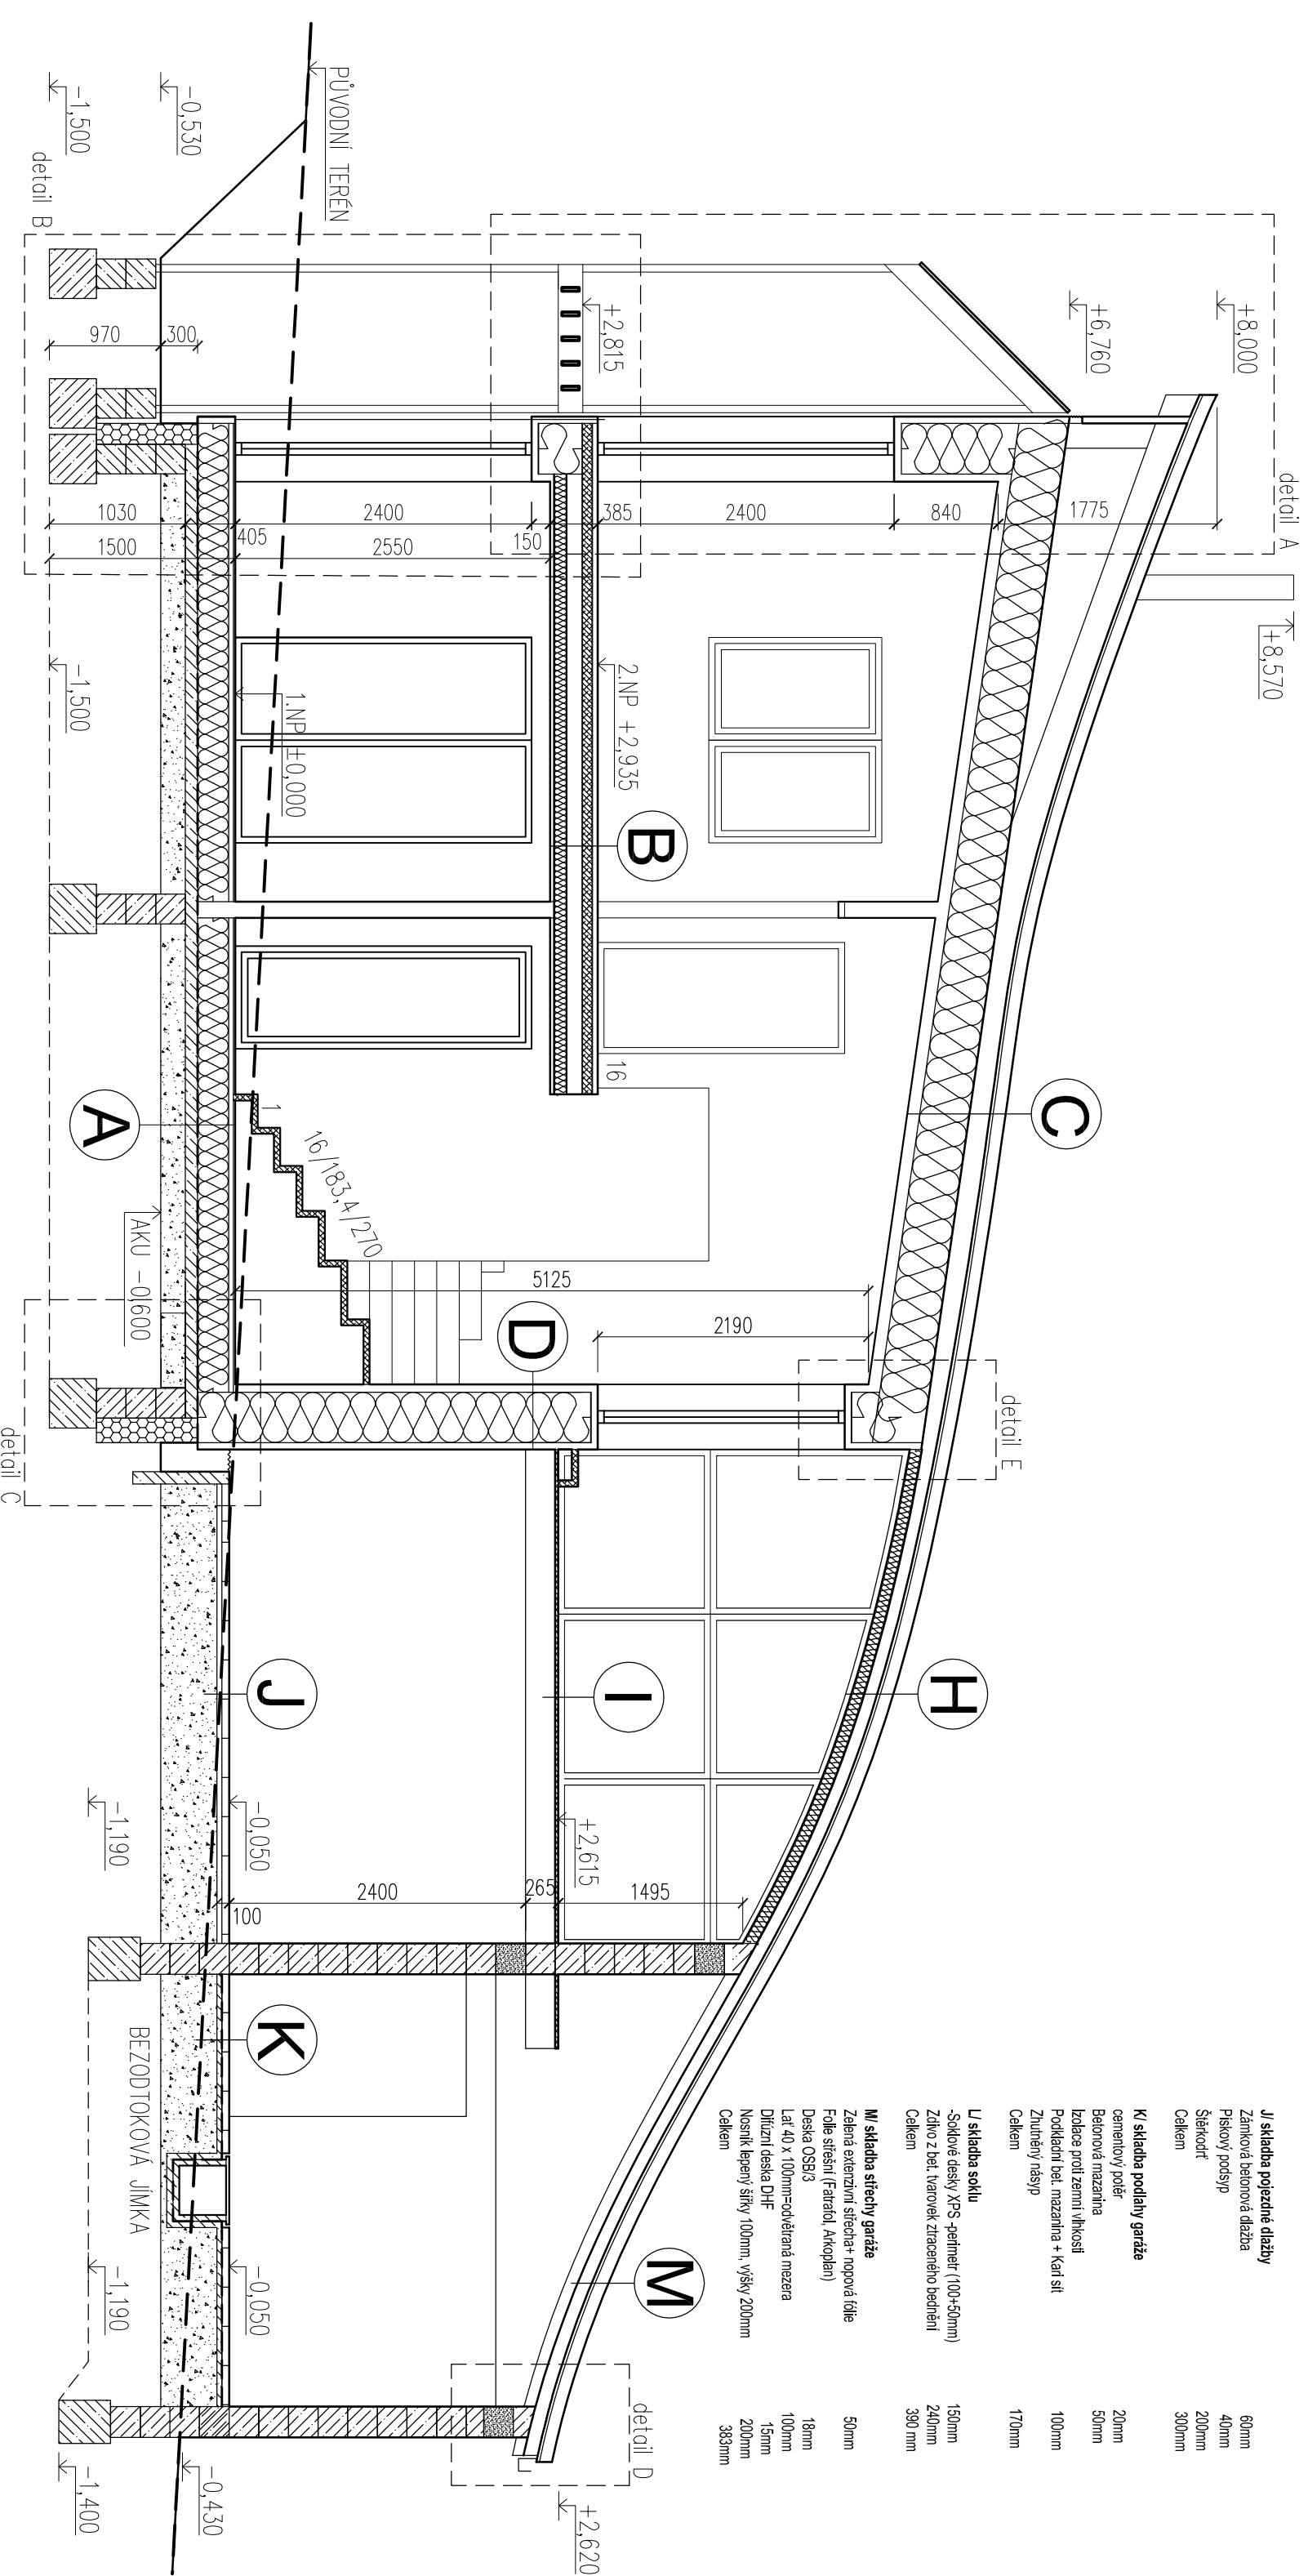 detail A
+8,000
+6,760
+8,570
1775
840
2400
385
+2,815
2.NP +2,935
150
2400
2550
405
1.NP ±0,000
300
970
1030
1500
-0,530
-1,500
-1,500
PŮVODNÍ TERÉN
detail B
B
C
16
1
16/183,4/270
5125
2190
D
A
AKU -0,600
detail C
detail E
H
I
J
+2,615
1495
265
2400
100
-0,050
-1,190
K
BEZODTOKOVÁ JÍMKA
-0,050
-1,190
M
detail D
+2,620
-0,430
-1,400
J/ skladba pojezdné dlažby
Zámková betonová dlažba 60mm
Pískový podsyp 40mm
Štěrkodrť 200mm
Celkem 300mm
K/ skladba podlahy garáže
cementový potěr 20mm
Betonová mazanina 50mm
Izolace proti zemní vlhkosti
Podkladní bet. mazanina + Kari sít 100mm
Zhutněný násyp
Celkem 170mm
L/ skladba soklu
-Soklové desky XPS -perimetr (100+50mm) 150mm
Zdivo z bet. tvarovek ztraceného bednění 240mm
Celkem 390 mm
M/ skladba střechy garáže
Zelená extenzivní střecha+ nopová fólie 50mm
Folie střešní (Fatrafol, Arkoplan)
Deska OSB/3 18mm
Lať 40 x 100mm=odvětraná mezera 100mm
Difúzní deska DHF 15mm
Nosník lepený šířky 100mm, výšky 200mm 200mm
Celkem 383mm